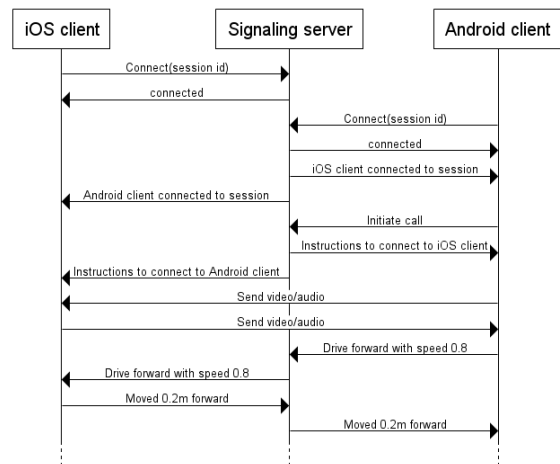 iOS client
Signaling server
Android client
Connect(session id)
connected
Connect(session id)
connected
iOS client connected to session
Android client connected to session
Initiate call
Instructions to connect to iOS client
Instructions to connect to Android client
Send video/audio
Send video/audio
Drive forward with speed 0.8
Drive forward with speed 0.8
Moved 0.2m forward
Moved 0.2m forward